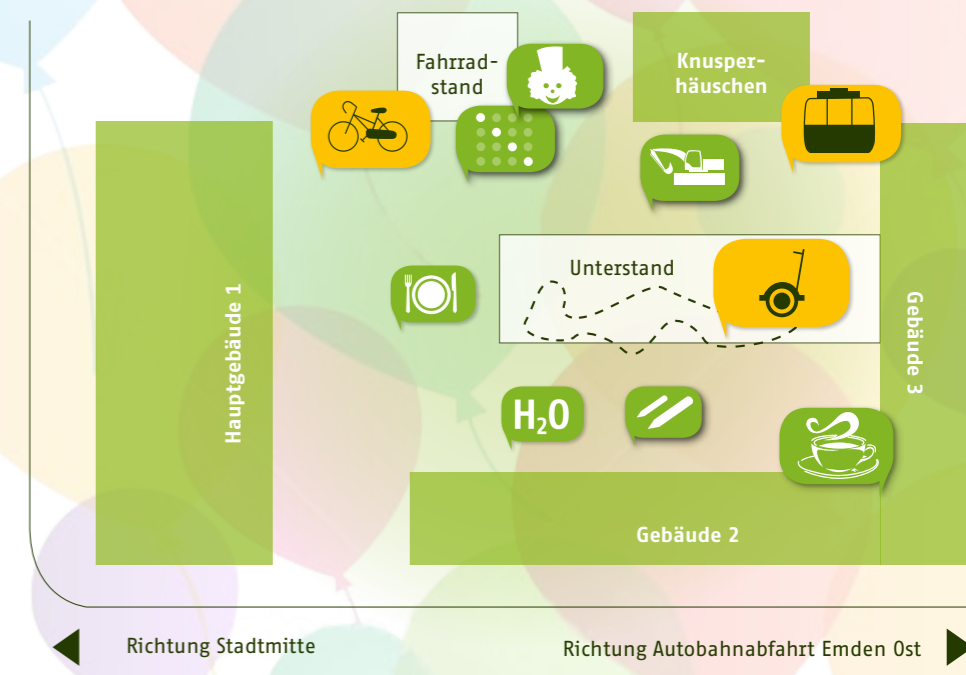 Fahrrad-
stand
Knusper-
häuschen
Unterstand
Hauptgebäude 1
Gebäude 3
H₂O
Gebäude 2
Richtung Stadtmitte
Richtung Autobahnabfahrt Emden Ost